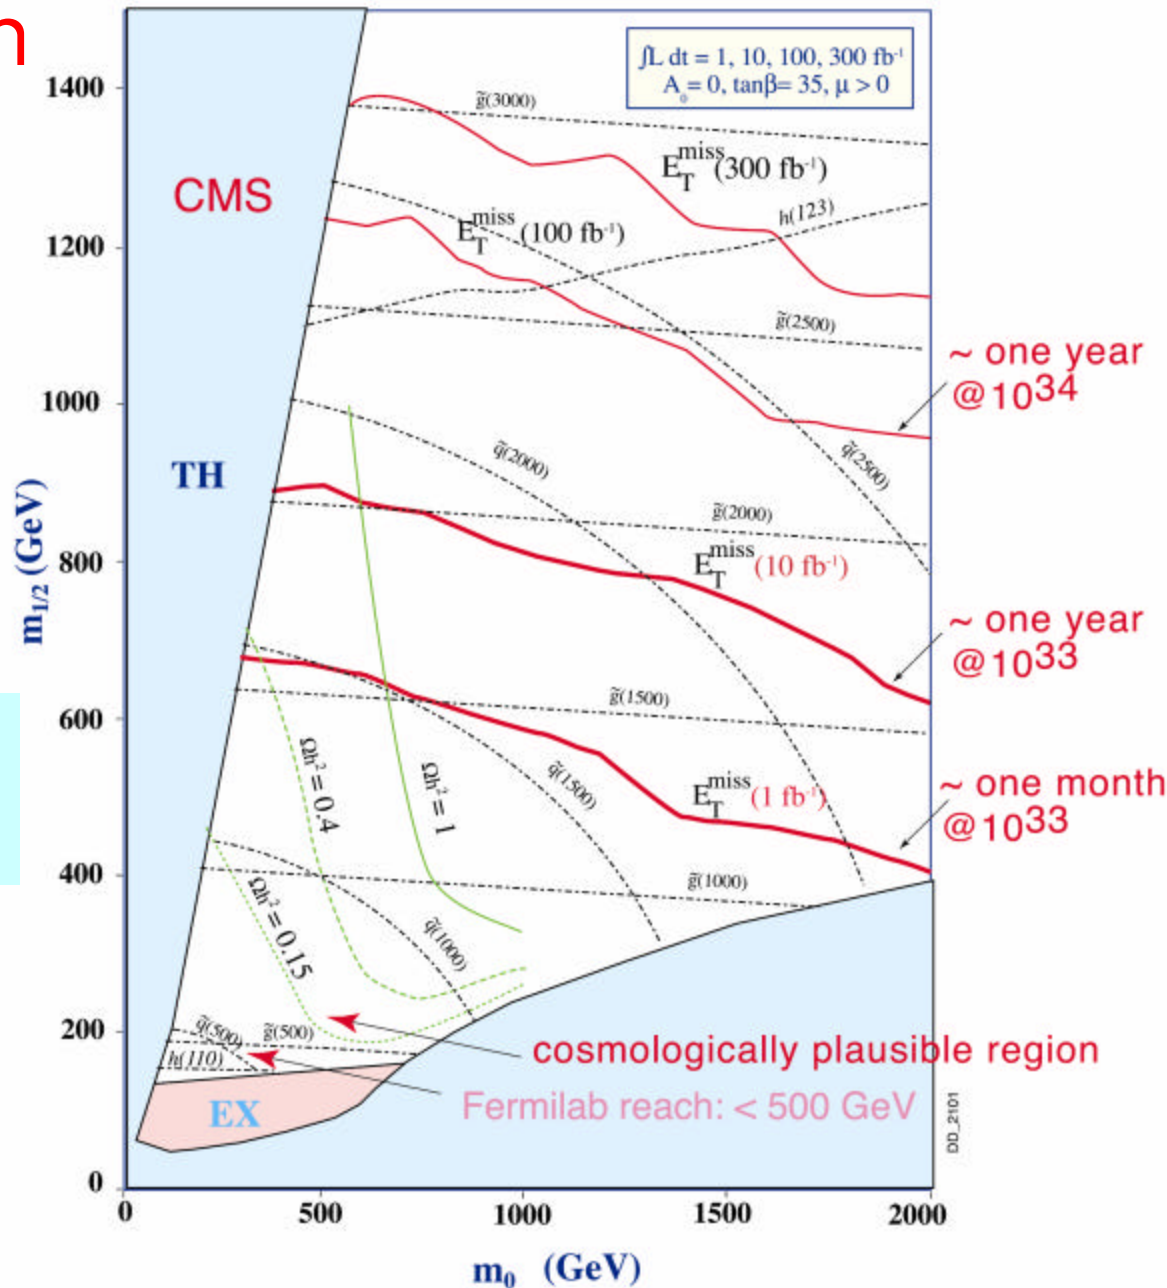 n
∫L dt = 1, 10, 100, 300 fb⁻¹
A₀ = 0, tanβ= 35, μ > 0
1400
g̃(3000)
CMS
E_T^miss (300 fb⁻¹)
h(123)
1200
E_T^miss (100 fb⁻¹)
g̃(2500)
~ one year
@10³⁴
1000
TH
q̃(2000)
q̃(2500)
g̃(2000)
m₁/₂ (GeV)
800
E_T^miss (10 fb⁻¹)
~ one year
@10³³
600
g̃(1500)
Ωh² = 0.4
Ωh² = 1
q̃(1500)
E_T^miss (1 fb⁻¹)
~ one month
@10³³
400
g̃(1000)
Ωh² = 0.15
q̃(1000)
200
q̃(500)
g̃(500)
h(110)
cosmologically plausible region
EX
Fermilab reach: < 500 GeV
DD_2101
0
0 500 1000 1500 2000
m₀ (GeV)